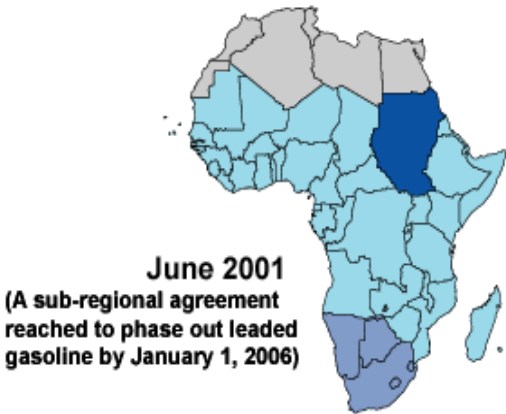 June 2001
(A sub-regional agreement
reached to phase out leaded
gasoline by January 1, 2006)